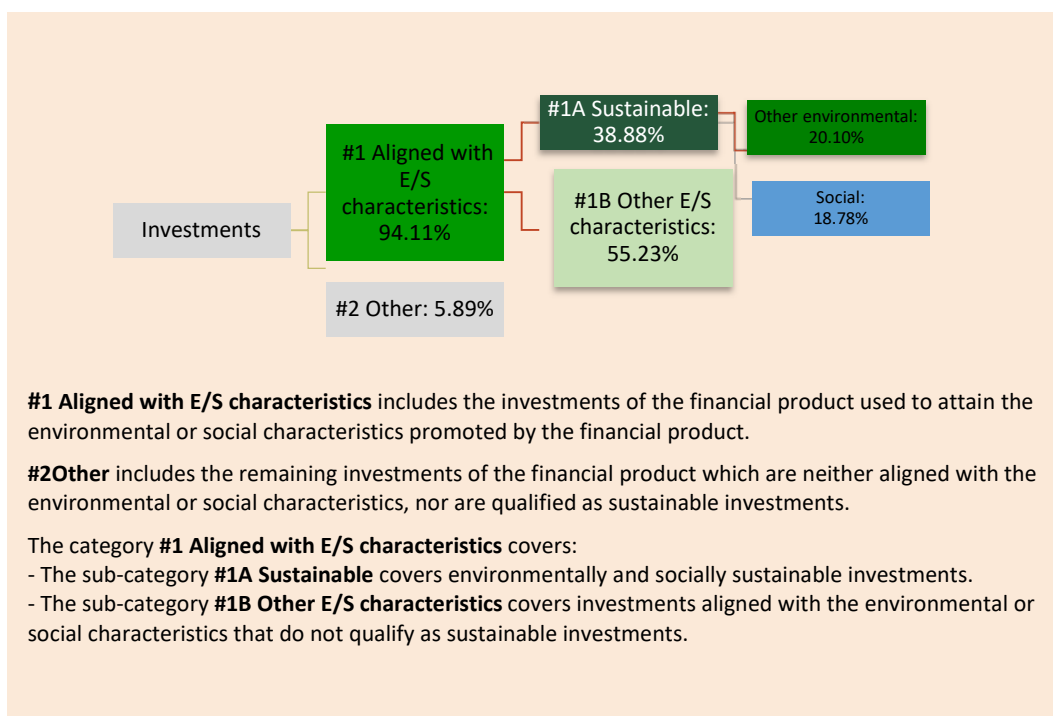 Investments
#1 Aligned with
E/S
characteristics:
94.11%
#2 Other: 5.89%
#1A Sustainable:
38.88%
#1B Other E/S
characteristics:
55.23%
Other environmental:
20.10%
Social:
18.78%
#1 Aligned with E/S characteristics includes the investments of the financial product used to attain the
environmental or social characteristics promoted by the financial product.
#2Other includes the remaining investments of the financial product which are neither aligned with the
environmental or social characteristics, nor are qualified as sustainable investments.
The category #1 Aligned with E/S characteristics covers:
- The sub-category #1A Sustainable covers environmentally and socially sustainable investments.
- The sub-category #1B Other E/S characteristics covers investments aligned with the environmental or
social characteristics that do not qualify as sustainable investments.